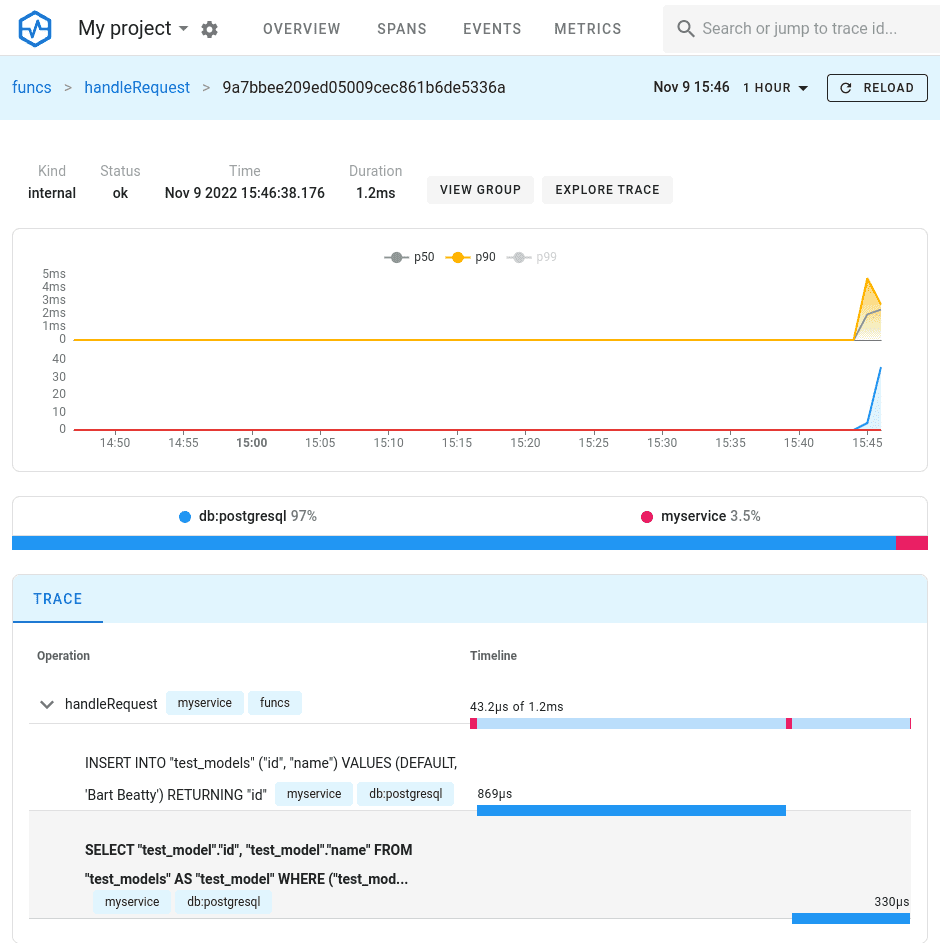 My project
OVERVIEW SPANS EVENTS METRICS
Search or jump to trace id...
funcs > handleRequest > 9a7bbee209ed05009cec861b6de5336a
Nov 9 15:46 1 HOUR RELOAD
Kind Status Time Duration
internal ok Nov 9 2022 15:46:38.176 1.2ms
VIEW GROUP EXPLORE TRACE
p50 p90 p99
5ms
4ms
3ms
2ms
1ms
0
40
30
20
10
0
14:50 14:55 15:00 15:05 15:10 15:15 15:20 15:25 15:30 15:35 15:40 15:45
db:postgresql 97% myservice 3.5%
TRACE
Operation Timeline
handleRequest myservice funcs
43.2μs of 1.2ms
INSERT INTO "test_models" ("id", "name") VALUES (DEFAULT,
'Bart Beatty') RETURNING "id" myservice db:postgresql
869μs
SELECT "test_model"."id", "test_model"."name" FROM
"test_models" AS "test_model" WHERE ("test_mod...
myservice db:postgresql
330μs